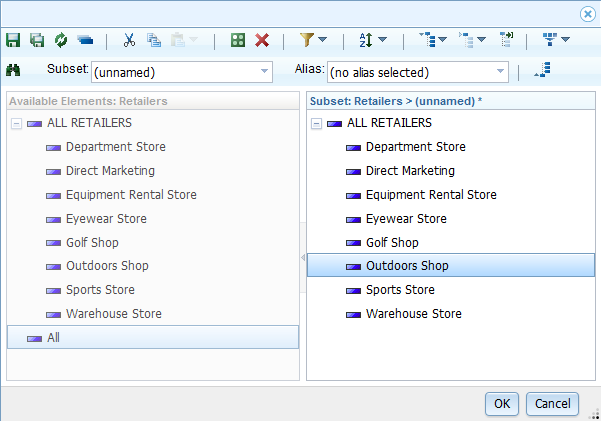 Subset: (unnamed) Alias: (no alias selected)
Available Elements: Retailers
ALL RETAILERS
Department Store
Direct Marketing
Equipment Rental Store
Eyewear Store
Golf Shop
Outdoors Shop
Sports Store
Warehouse Store
All
Subset: Retailers > (unnamed) *
ALL RETAILERS
Department Store
Direct Marketing
Equipment Rental Store
Eyewear Store
Golf Shop
Outdoors Shop
Sports Store
Warehouse Store
OK Cancel